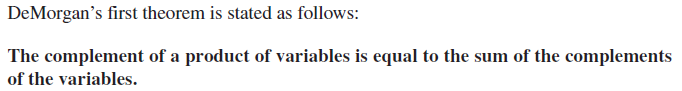 DeMorgan’s first theorem is stated as follows:
The complement of a product of variables is equal to the sum of the complements
of the variables.